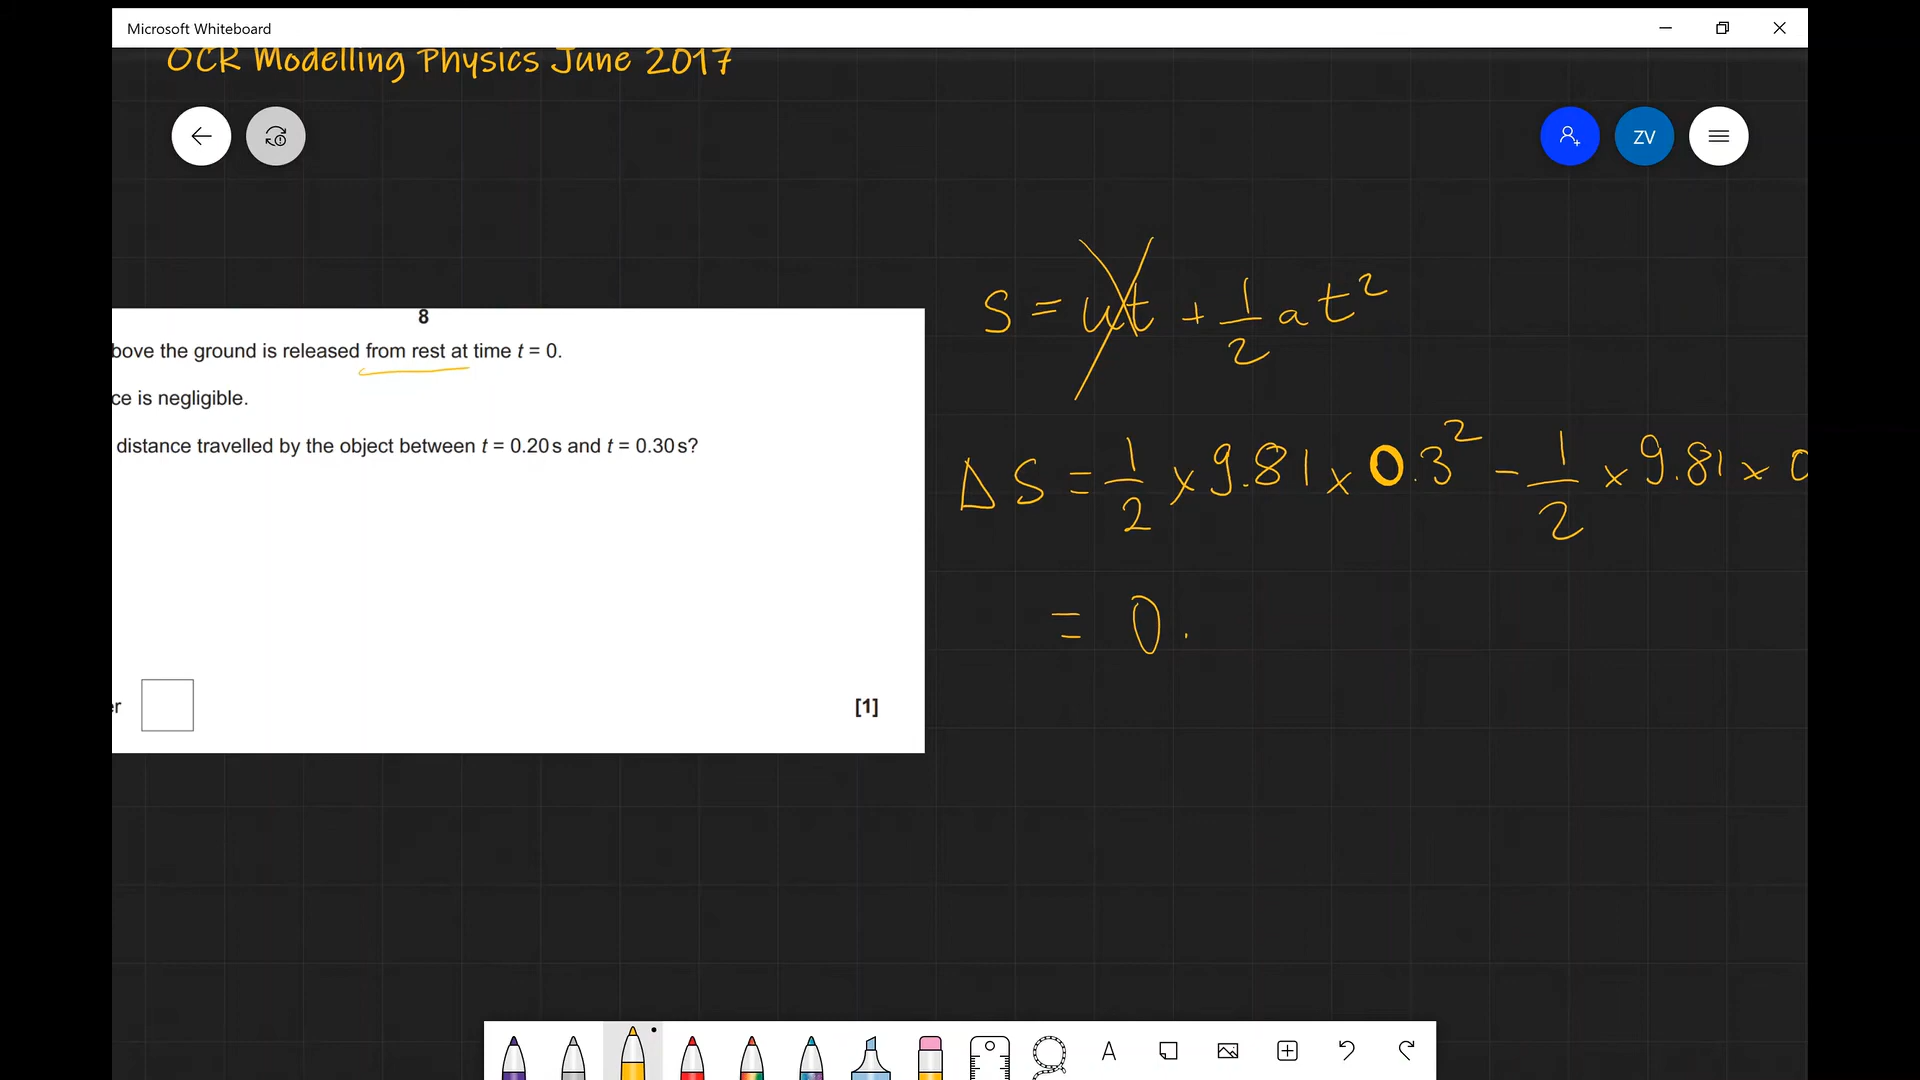 Microsoft Whiteboard
OCR Modelling Physics June 2017
ZV
8
bove the ground is released from rest at time t = 0.
ce is negligible.
distance travelled by the object between t = 0.20 s and t = 0.30 s?
er
[1]
S = ut + 1/2 at²
ΔS = 1/2 × 9.81 × 0.3² - 1/2 × 9.81 × 0
= 0.
A